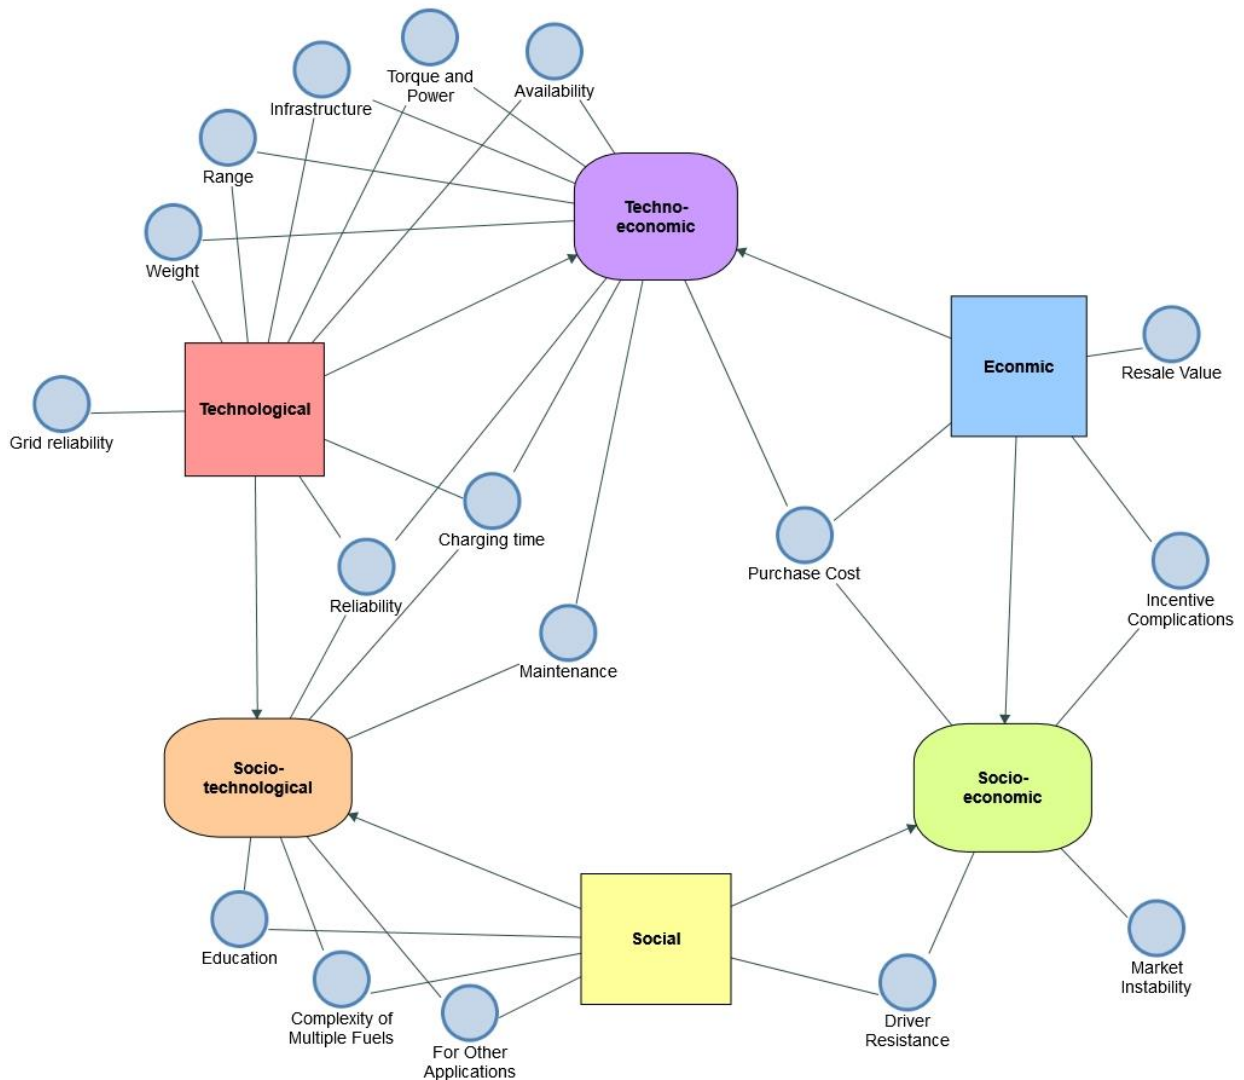 Torque and
Power
Availability
Infrastructure
Range
Techno-
economic
Weight
Econmic
Resale Value
Technological
Grid reliability
Charging time
Purchase Cost
Reliability
Incentive
Complications
Maintenance
Socio-
technological
Socio-
economic
Social
Education
Market
Instability
Complexity of
Multiple Fuels
Driver
Resistance
For Other
Applications